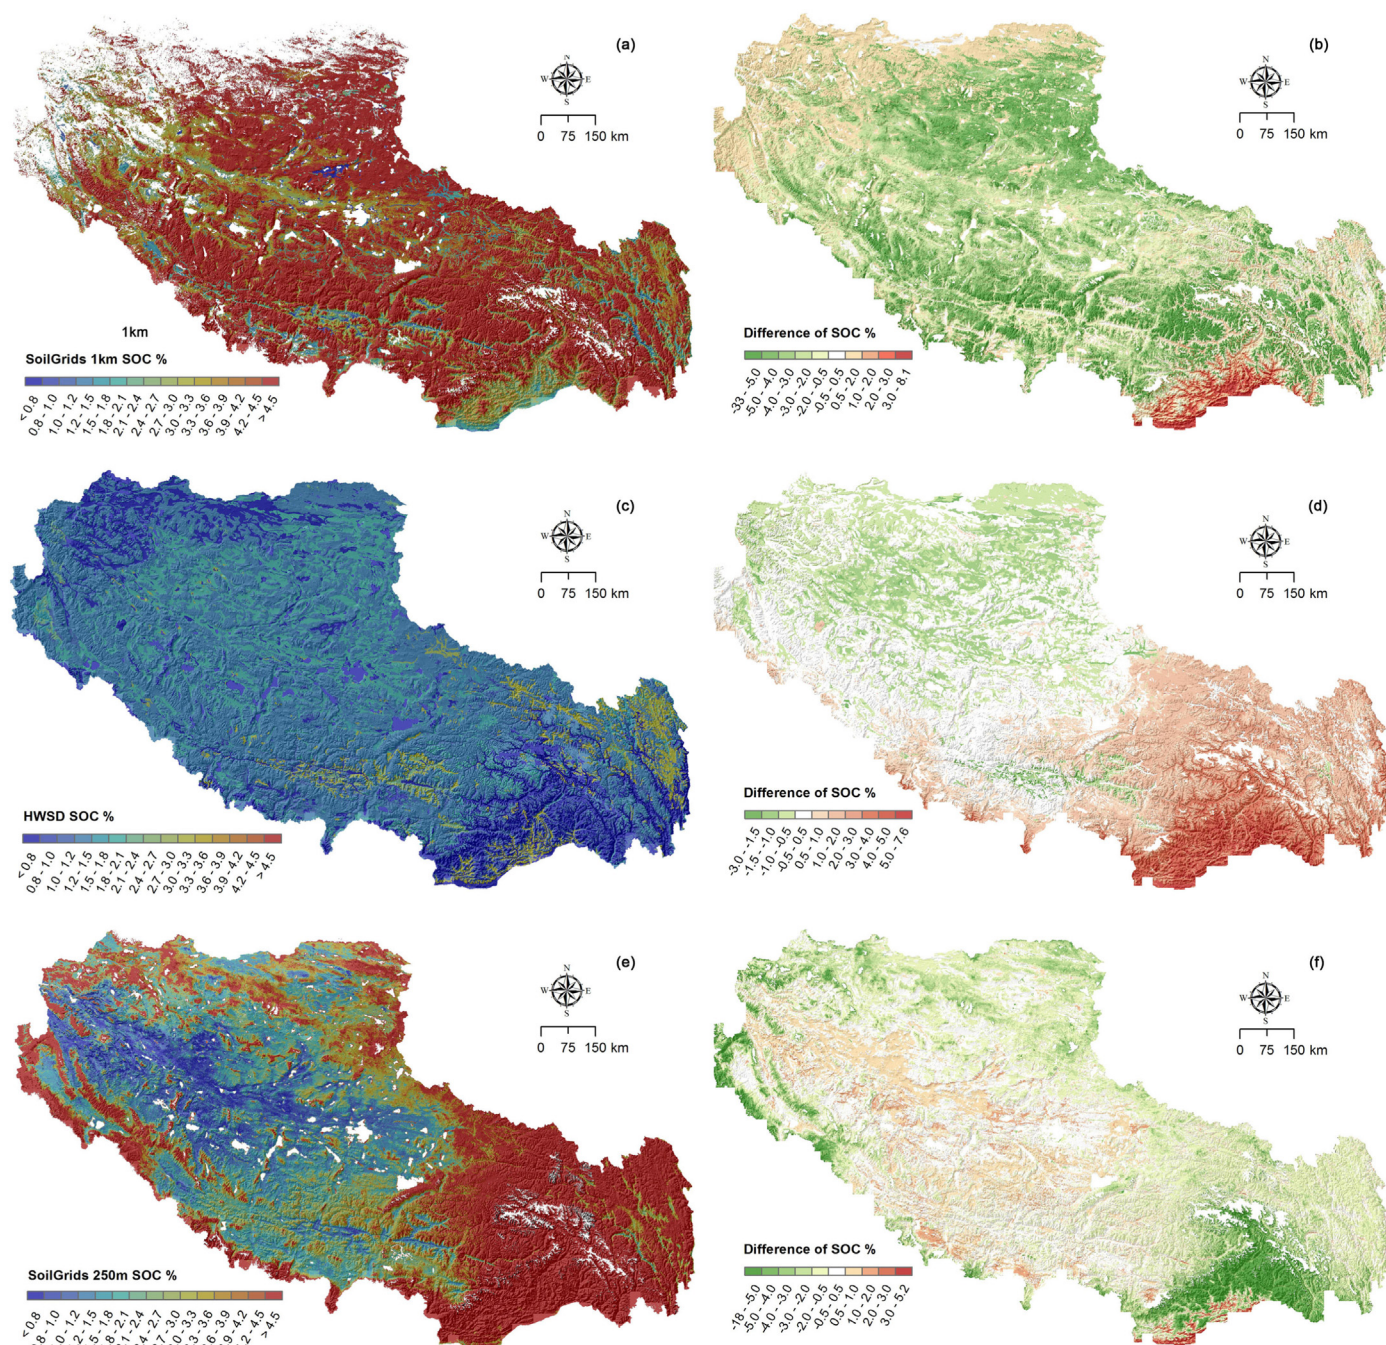 (a)
N
W E
S
0 75 150 km
1km
SoilGrids 1km SOC %
< 0.8
0.8 - 1.0
1.0 - 1.2
1.2 - 1.5
1.5 - 1.8
1.8 - 2.1
2.1 - 2.4
2.4 - 2.7
2.7 - 3.0
3.0 - 3.3
3.3 - 3.6
3.6 - 3.9
3.9 - 4.2
4.2 - 4.5
> 4.5
(b)
N
W E
S
0 75 150 km
Difference of SOC %
-33 - -5.0
-5.0 - -4.0
-4.0 - -3.0
-3.0 - -2.0
-2.0 - -0.5
-0.5 - 0.5
0.5 - 2.0
1.0 - 2.0
2.0 - 3.0
3.0 - 8.1
(c)
N
W E
S
0 75 150 km
HWSD SOC %
< 0.8
0.8 - 1.0
1.0 - 1.2
1.2 - 1.5
1.5 - 1.8
1.8 - 2.1
2.1 - 2.4
2.4 - 2.7
2.7 - 3.0
3.0 - 3.3
3.3 - 3.6
3.6 - 3.9
3.9 - 4.2
4.2 - 4.5
> 4.5
(d)
N
W E
S
0 75 150 km
Difference of SOC %
-3.0 - -1.5
-1.5 - -1.0
-1.0 - -0.5
-0.5 - 0.5
0.5 - 1.0
1.0 - 2.0
2.0 - 3.0
3.0 - 4.0
4.0 - 5.0
5.0 - 7.6
(e)
N
W E
S
0 75 150 km
SoilGrids 250m SOC %
< 0.8
> 4.5
(f)
N
W E
S
0 75 150 km
Difference of SOC %
-18 - -5.0
-5.0 - -4.0
-4.0 - -3.0
-3.0 - -2.0
-2.0 - -0.5
-0.5 - 0.5
0.5 - 1.0
1.0 - 2.0
2.0 - 3.0
3.0 - 5.2